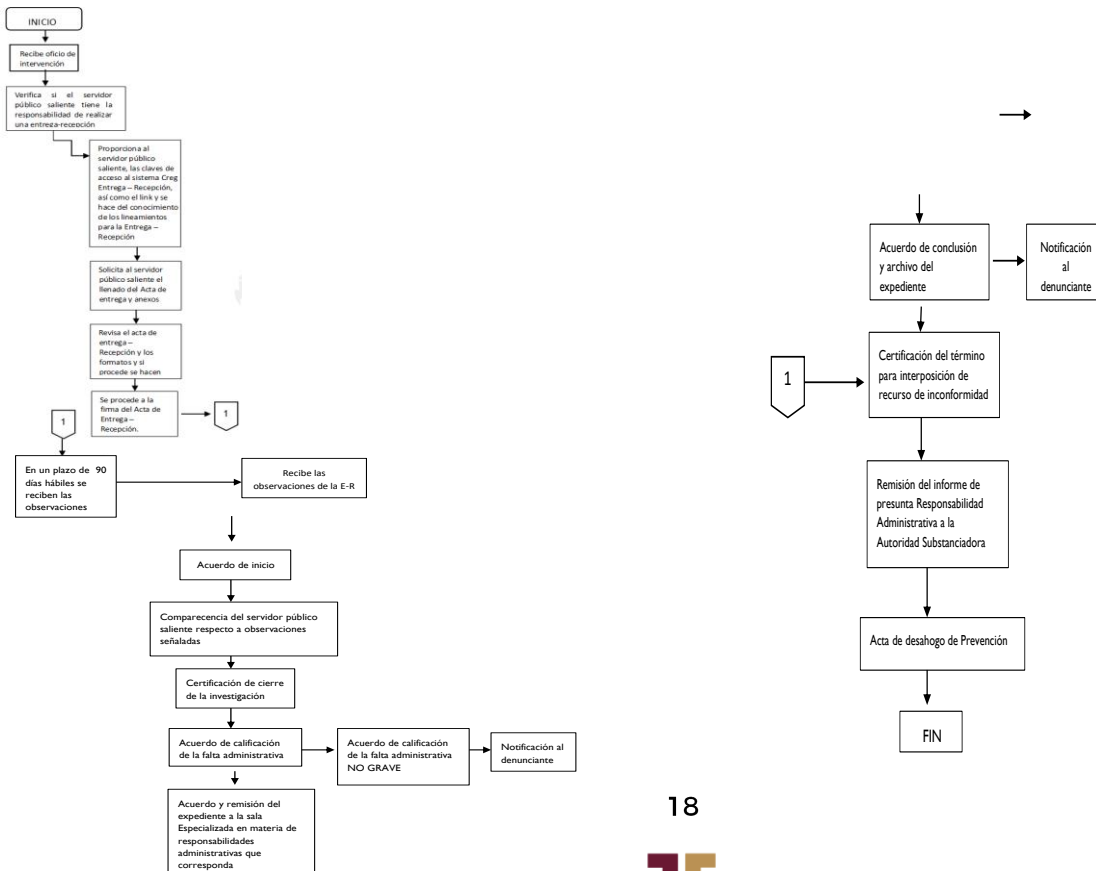 INICIO
Recibe oficio de
intervención
Verifica si el servidor
público saliente tiene la
responsabilidad de realizar
una entrega-recepción
Proporciona al
servidor público
saliente, las claves de
acceso al sistema Creg
Entrega – Recepción,
así como el link y se
hace del conocimiento
de los lineamientos
para la Entrega –
Recepción
Solicita al servidor
público saliente el
llenado del Acta de
entrega y anexos
Revisa el acta de
entrega –
Recepción y los
formatos y si
procede se hacen
Se procede a la
firma del Acta de
Entrega –
Recepción.
1
1
En un plazo de 90
días hábiles se
reciben las
observaciones
Recibe las
observaciones de la E-R
Acuerdo de inicio
Comparecencia del servidor público
saliente respecto a observaciones
señaladas
Certificación de cierre
de la investigación
Acuerdo de calificación
de la falta administrativa
Acuerdo de calificación
de la falta administrativa
NO GRAVE
Notificación al
denunciante
Acuerdo y remisión del
expediente a la sala
Especializada en materia de
responsabilidades
administrativas que
corresponda
Acuerdo de conclusión
y archivo del
expediente
Notificación
al
denunciante
1
Certificación del término
para interposición de
recurso de inconformidad
Remisión del informe de
presunta Responsabilidad
Administrativa a la
Autoridad Substanciadora
Acta de desahogo de Prevención
FIN
18